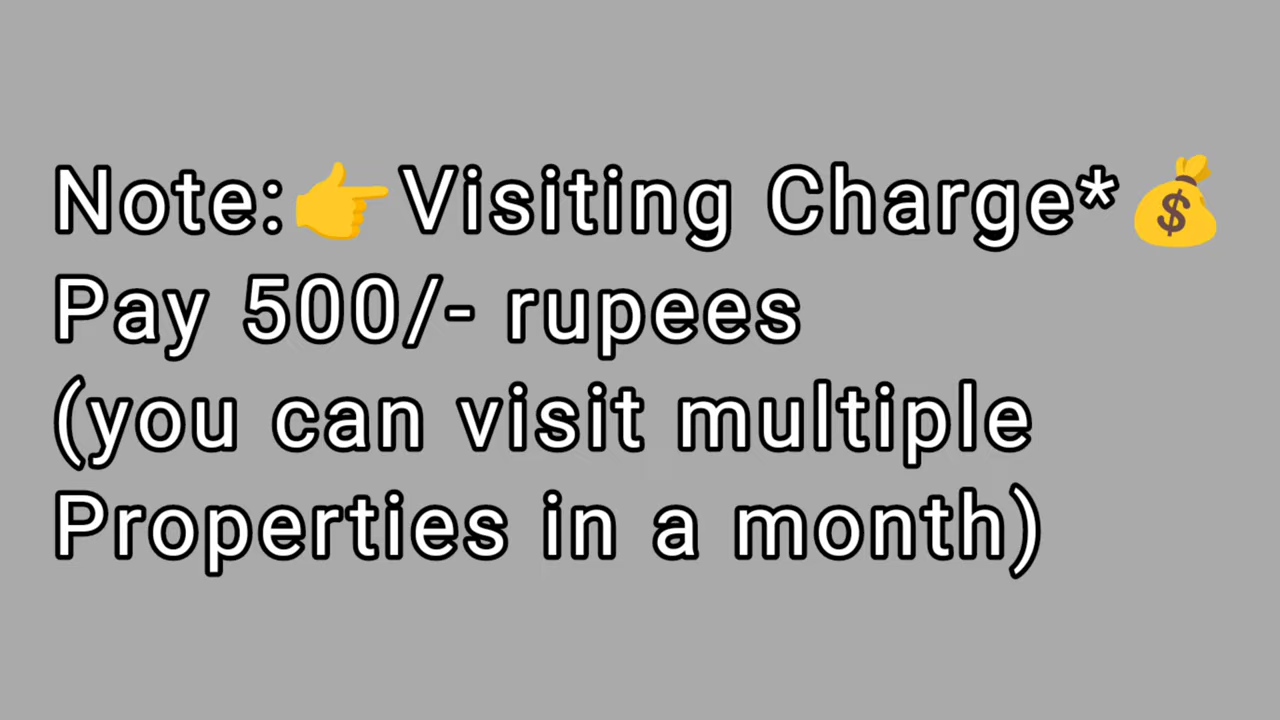 Note:👉Visiting Charge*💰
Pay 500/- rupees
(you can visit multiple
Properties in a month)